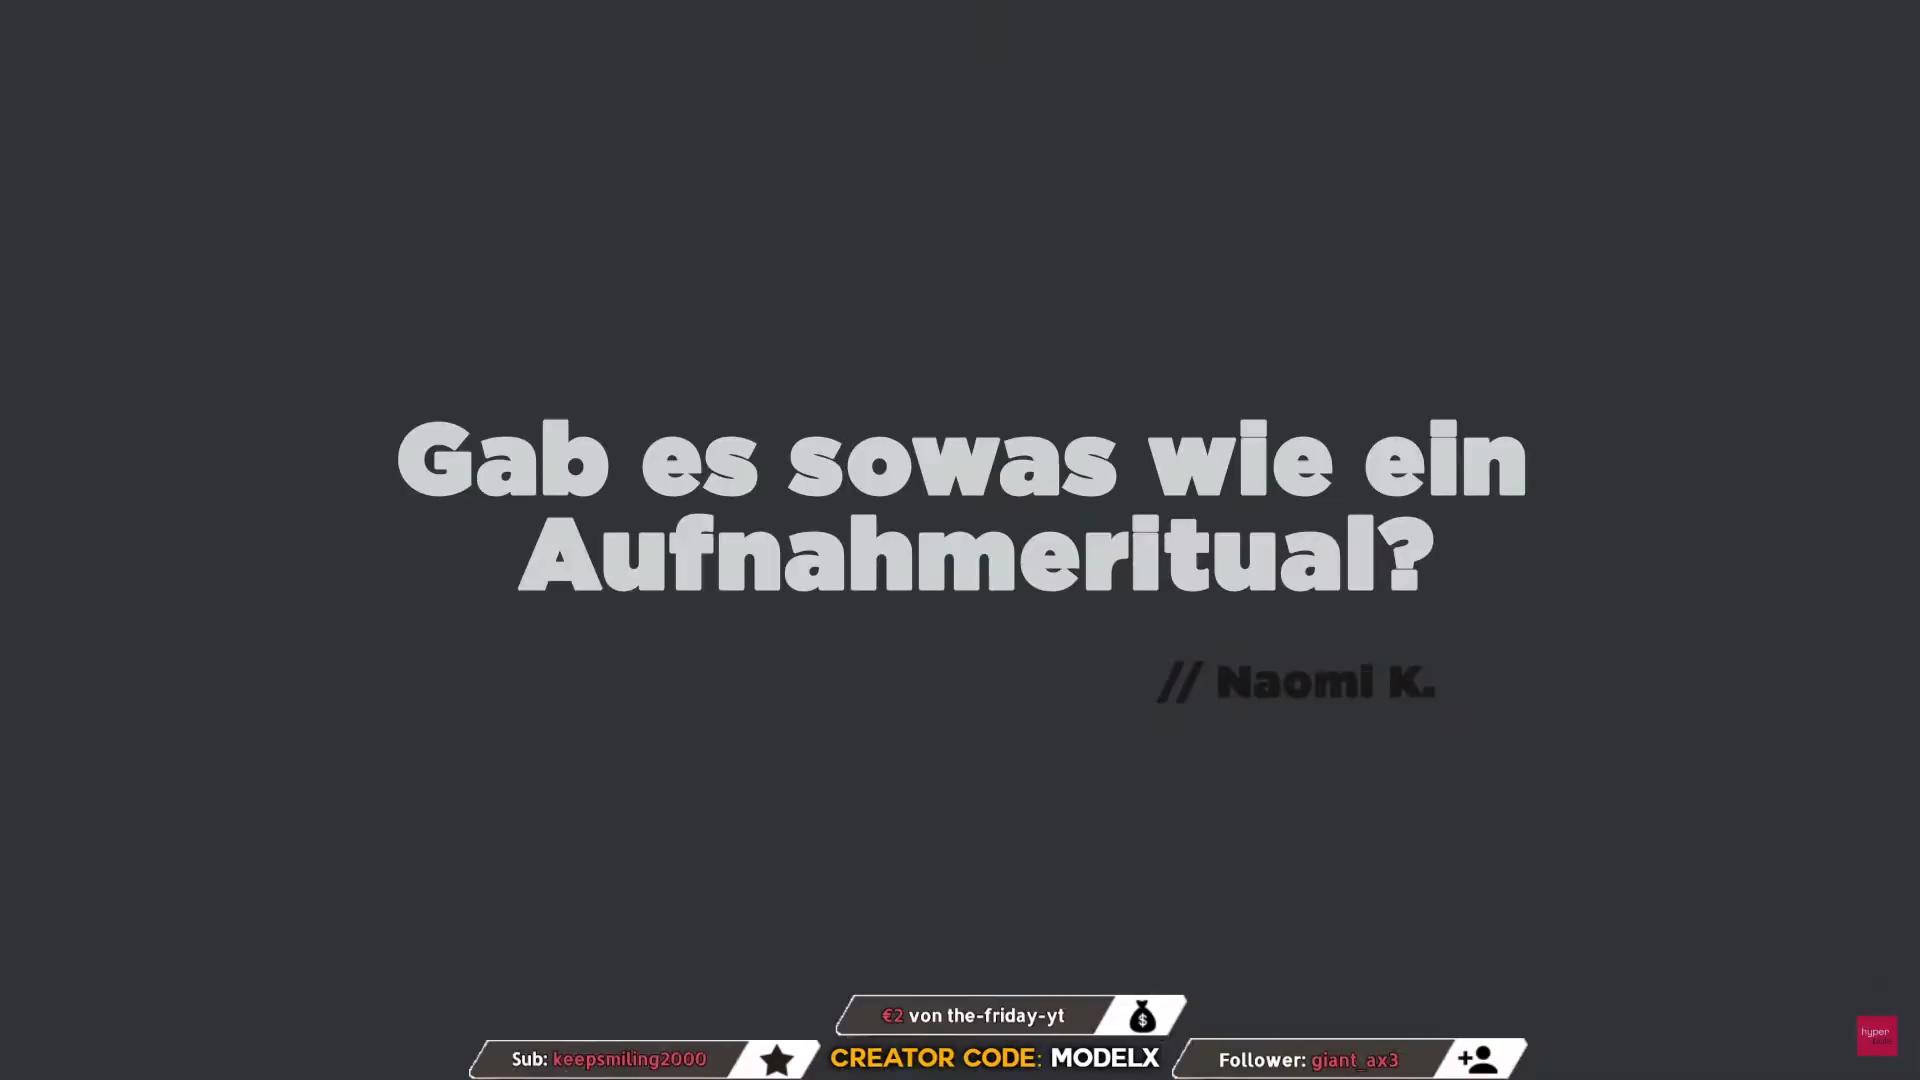 Gab es sowas wie ein
Aufnahmeritual?
// Naomi K.
€2 von the-friday-yt
Sub: keepsmiling2000
CREATOR CODE: MODELX
Follower: giant_ax3
hyper